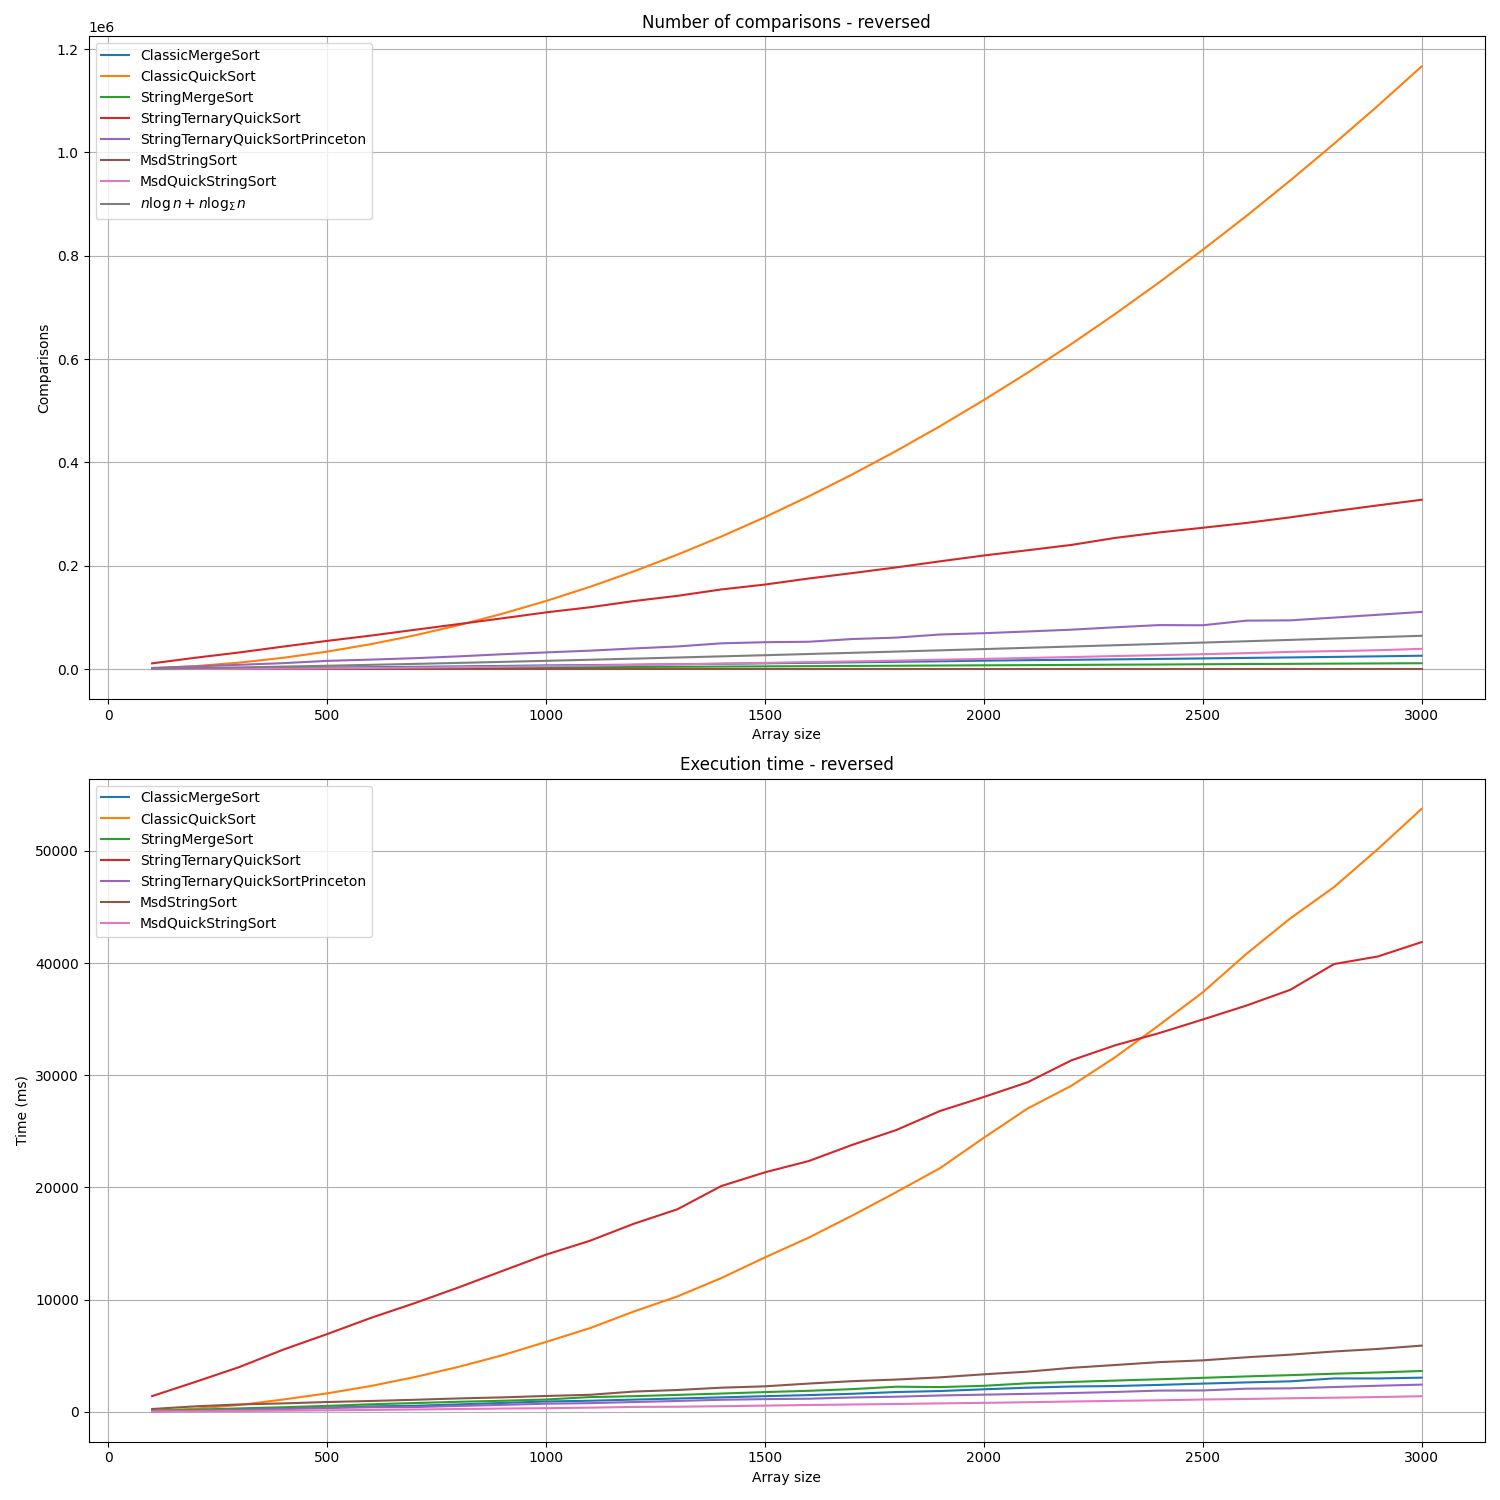 Number of comparisons - reversed
1e6
1.2
1.0
0.8
0.6
0.4
0.2
0.0
Comparisons
ClassicMergeSort
ClassicQuickSort
StringMergeSort
StringTernaryQuickSort
StringTernaryQuickSortPrinceton
MsdStringSort
MsdQuickStringSort
n log n + n log_Σ n
0 500 1000 1500 2000 2500 3000
Array size
Execution time - reversed
50000
40000
30000
20000
10000
0
Time (ms)
ClassicMergeSort
ClassicQuickSort
StringMergeSort
StringTernaryQuickSort
StringTernaryQuickSortPrinceton
MsdStringSort
MsdQuickStringSort
0 500 1000 1500 2000 2500 3000
Array size